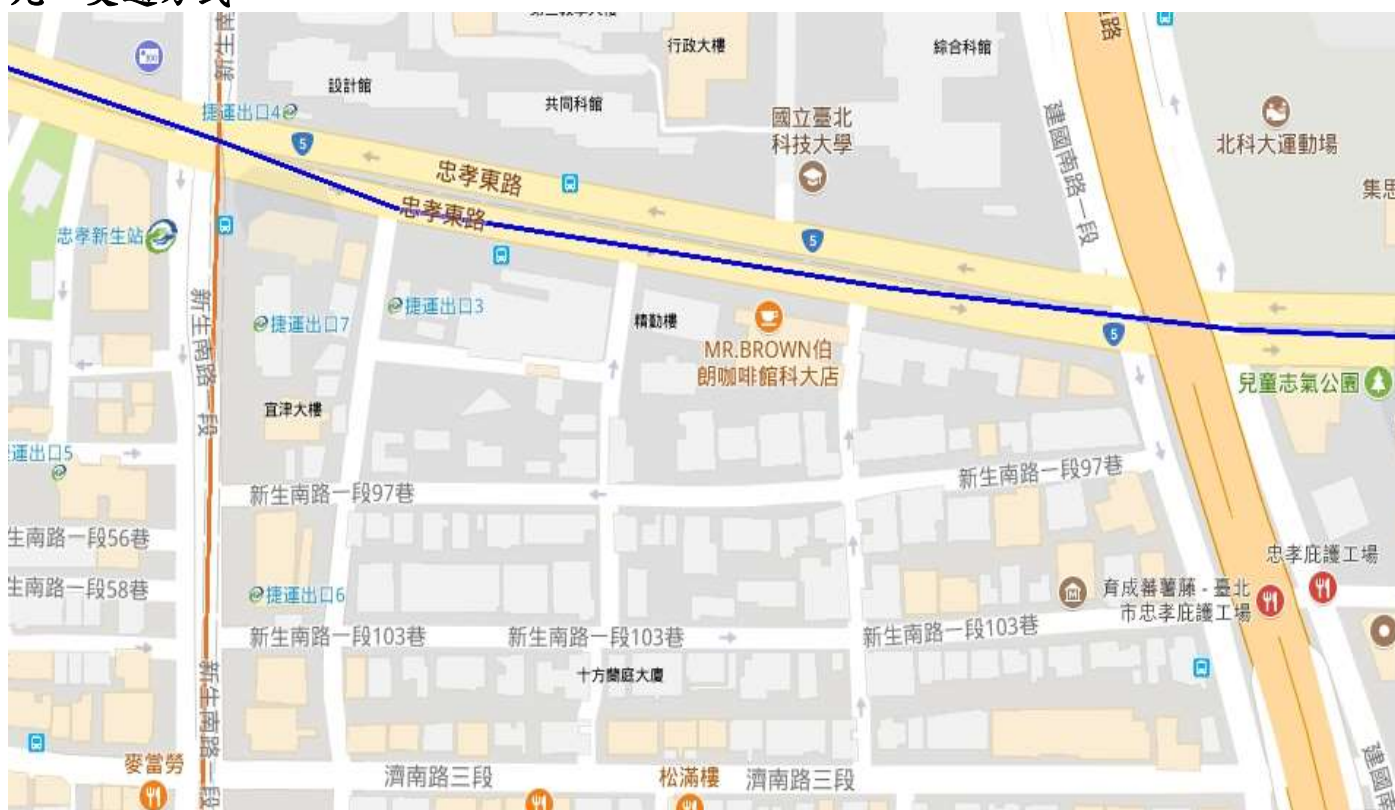 行政大樓
綜合科館
設計館
共同科館
捷運出口4
國立臺北
科技大學
北科大運動場
建國南路一段
忠孝東路
5
忠孝東路
5
忠孝新生站
捷運出口3
捷運出口7
精勤樓
MR.BROWN伯
朗咖啡館科大店
5
兒童志氣公園
新生南路一段
宜津大樓
新生南路一段97巷
新生南路一段97巷
生南路一段56巷
忠孝庇護工場
生南路一段58巷
捷運出口6
育成蕃薯藤 - 臺北
市忠孝庇護工場
新生南路一段103巷
新生南路一段103巷
新生南路一段103巷
十方蘭庭大廈
新生南路一段
麥當勞
濟南路三段
松滿樓
濟南路三段